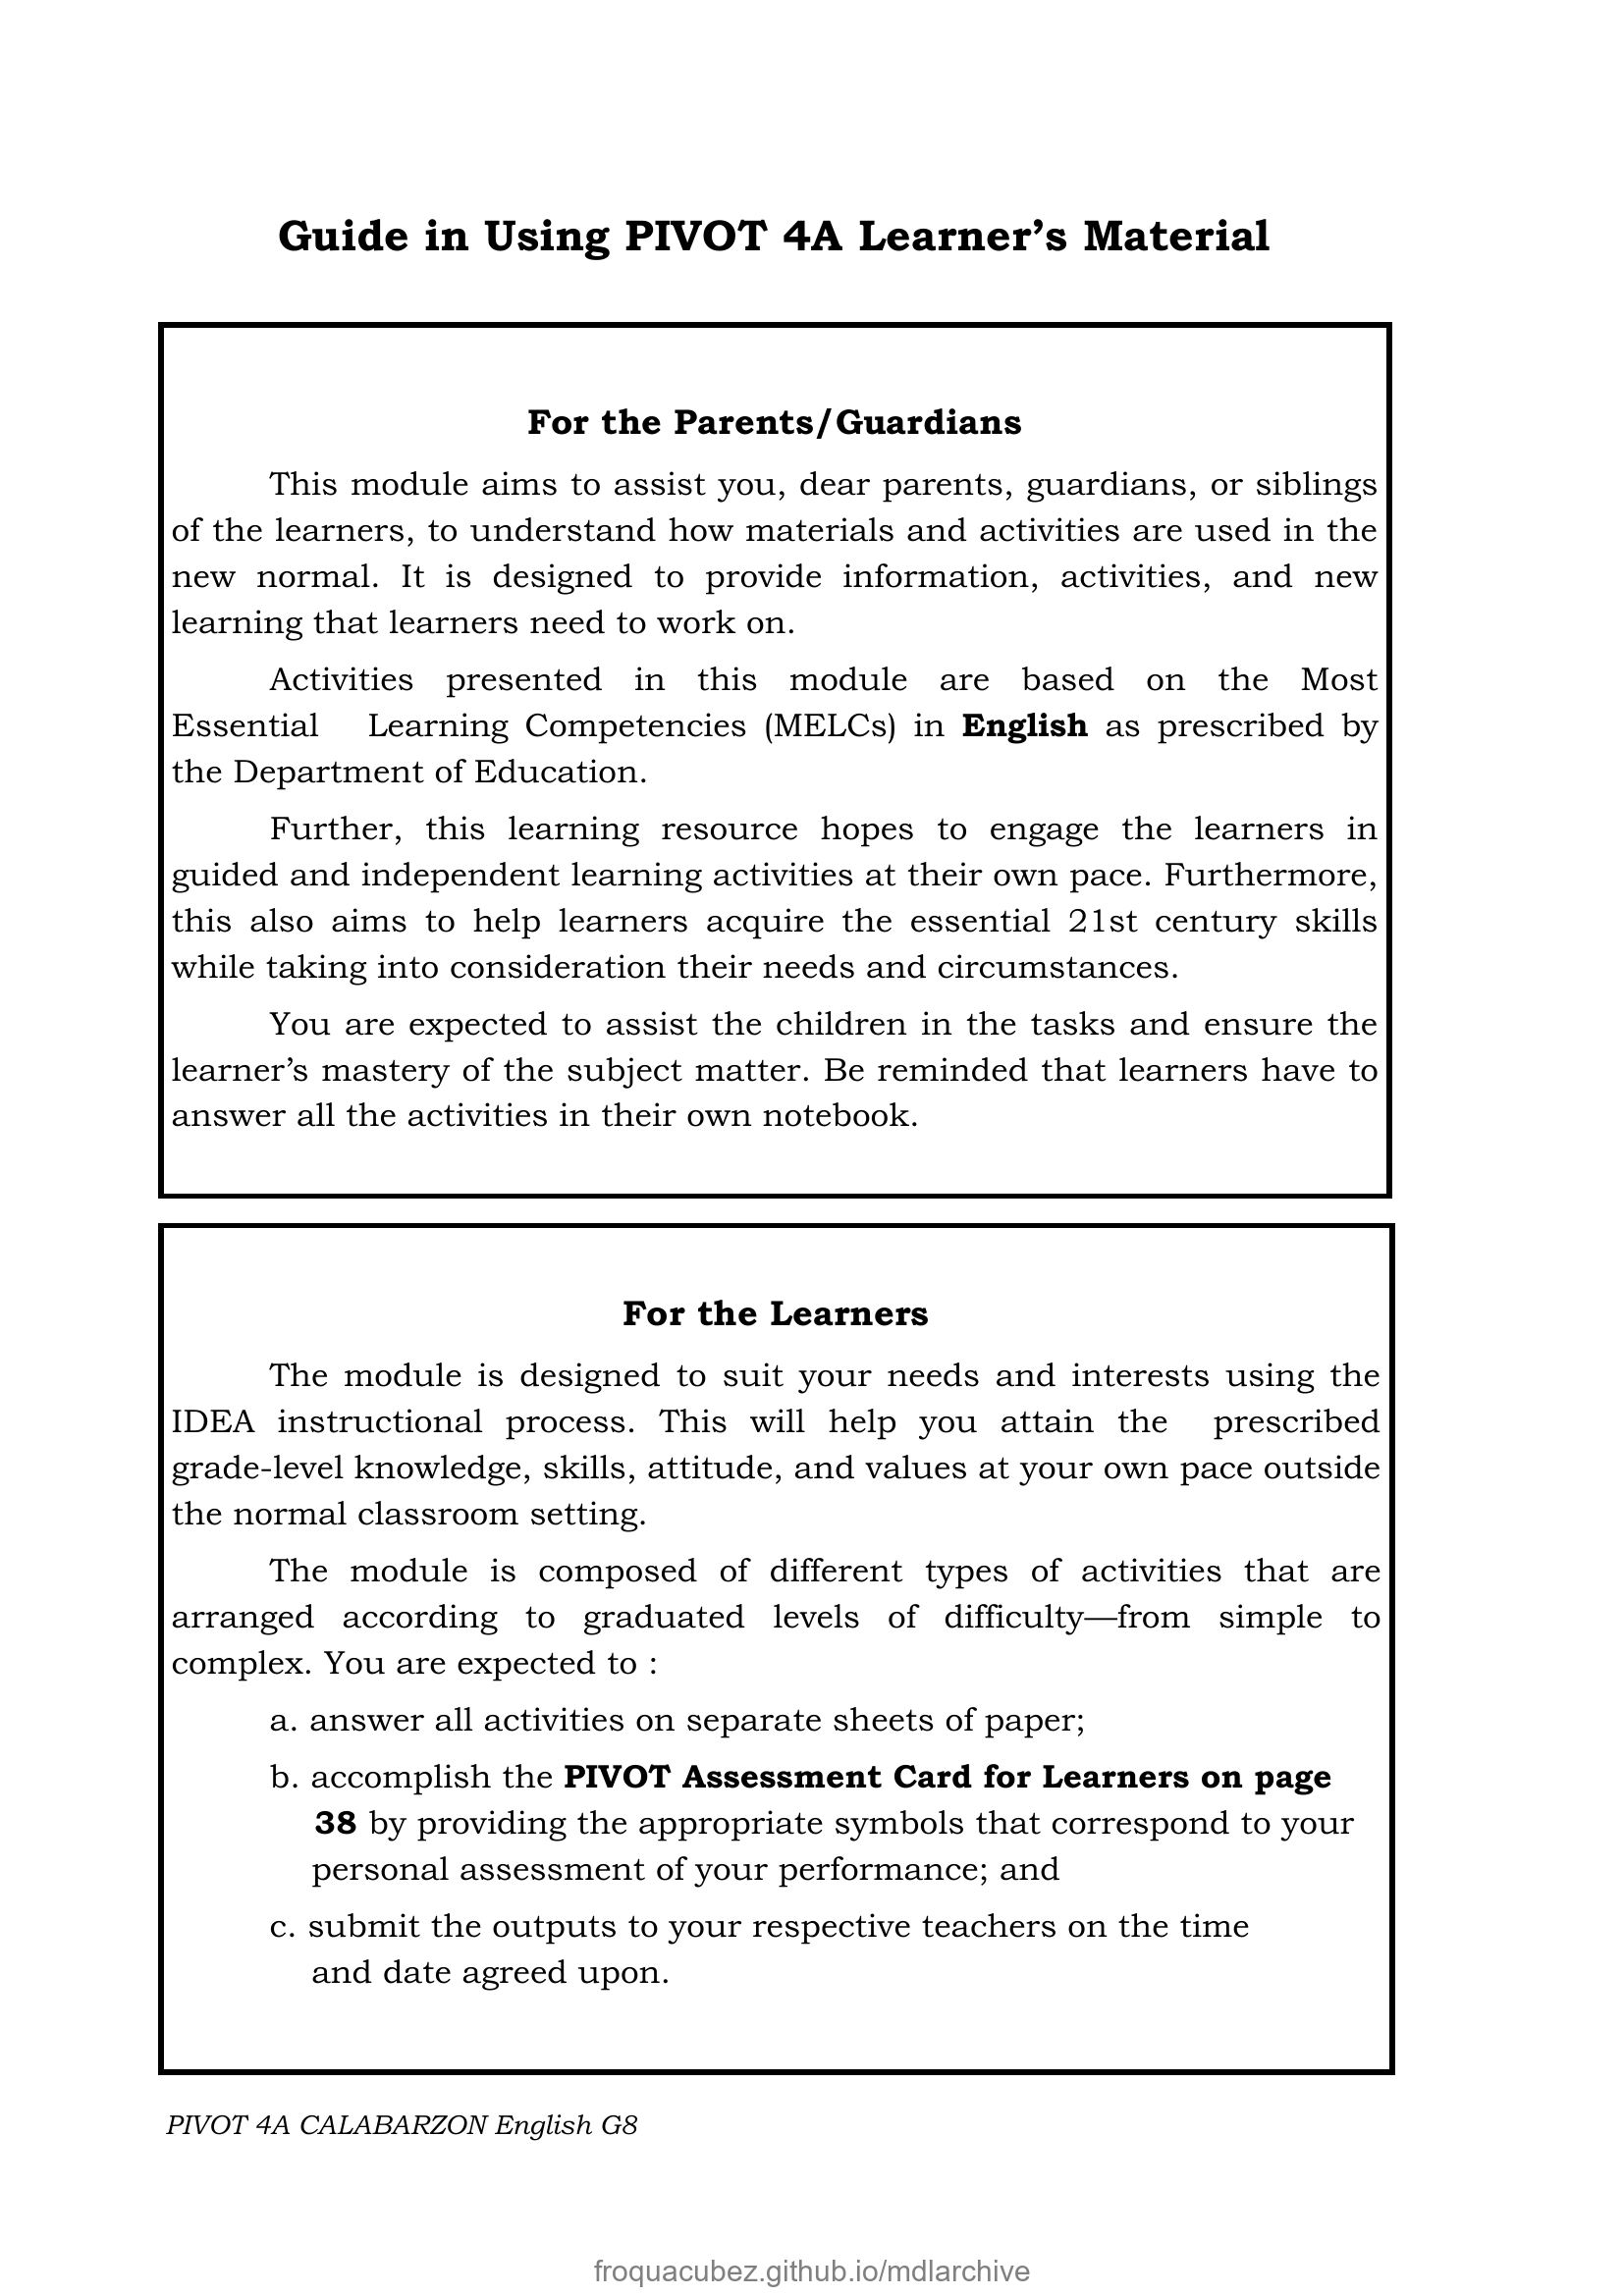 Guide in Using PIVOT 4A Learner’s Material
For the Parents/Guardians
This module aims to assist you, dear parents, guardians, or siblings
of the learners, to understand how materials and activities are used in the
new normal. It is designed to provide information, activities, and new
learning that learners need to work on.
Activities presented in this module are based on the Most
Essential Learning Competencies (MELCs) in English as prescribed by
the Department of Education.
Further, this learning resource hopes to engage the learners in
guided and independent learning activities at their own pace. Furthermore,
this also aims to help learners acquire the essential 21st century skills
while taking into consideration their needs and circumstances.
You are expected to assist the children in the tasks and ensure the
learner’s mastery of the subject matter. Be reminded that learners have to
answer all the activities in their own notebook.
For the Learners
The module is designed to suit your needs and interests using the
IDEA instructional process. This will help you attain the prescribed
grade-level knowledge, skills, attitude, and values at your own pace outside
the normal classroom setting.
The module is composed of different types of activities that are
arranged according to graduated levels of difficulty—from simple to
complex. You are expected to :
a. answer all activities on separate sheets of paper;
b. accomplish the PIVOT Assessment Card for Learners on page
38 by providing the appropriate symbols that correspond to your
personal assessment of your performance; and
c. submit the outputs to your respective teachers on the time
and date agreed upon.
PIVOT 4A CALABARZON English G8
froquacubez.github.io/mdlarchive